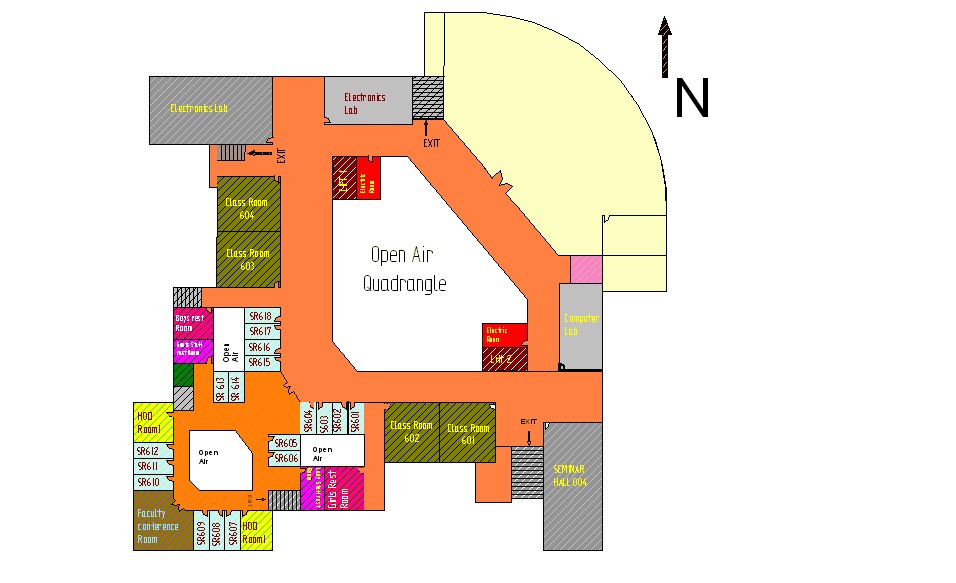 N
Electronics Lab
Electronics
Lab
EXIT
EXIT
LIFT 1
Electric
Room
Class Room
604
Class Room
603
Open Air
Quadrangle
Boys rest
Room
SR618
SR617
SR616
SR615
Open
Air
SR 613
SR 614
Electric
Room
LIFT 2
Computer
Lab
HOD
Room1
SR612
SR611
SR610
Open
Air
SR604
S603
SR602
SR601
SR605
SR606
Open
Air
Class Room
602
Class Room
601
EXIT
SEMINAR
HALL 004
Girls Rest
Room
Faculty
conference
Room
SR609
SR608
SR607
HOD
Room1